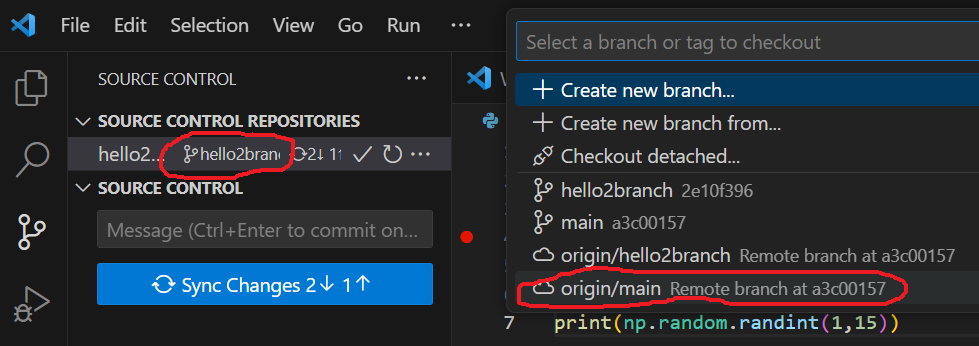 File Edit Selection View Go Run ···
SOURCE CONTROL ···
SOURCE CONTROL REPOSITORIES
hello2... hello2bran 2↓ 1↑ ···
SOURCE CONTROL
Message (Ctrl+Enter to commit on...
Sync Changes 2↓ 1↑
Select a branch or tag to checkout
Create new branch...
Create new branch from...
Checkout detached...
hello2branch 2e10f396
main a3c00157
origin/hello2branch Remote branch at a3c00157
origin/main Remote branch at a3c00157
7 print(np.random.randint(1,15))